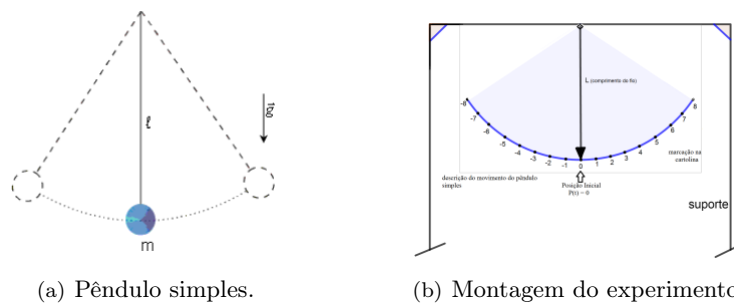 ℓ
g
m
(a) Pêndulo simples.
L (comprimento do fio)
-8
-7
-6
-5
-4
-3
-2
-1
0
1
2
3
4
5
6
7
8
marcação na
cartolina
descrição do movimento do pêndulo
simples
Posição Inicial
P(t) = 0
suporte
(b) Montagem do experimento